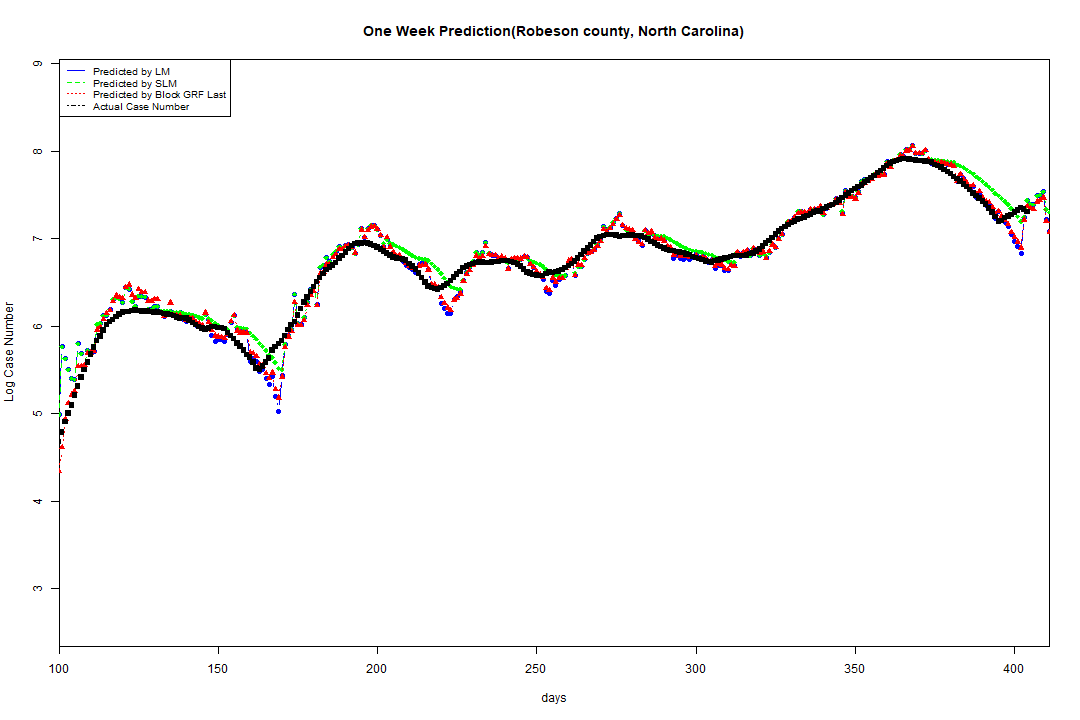 One Week Prediction(Robeson county, North Carolina)
Predicted by LM
Predicted by SLM
Predicted by Block GRF Last
Actual Case Number
Log Case Number
9
8
7
6
5
4
3
100 150 200 250 300 350 400
days